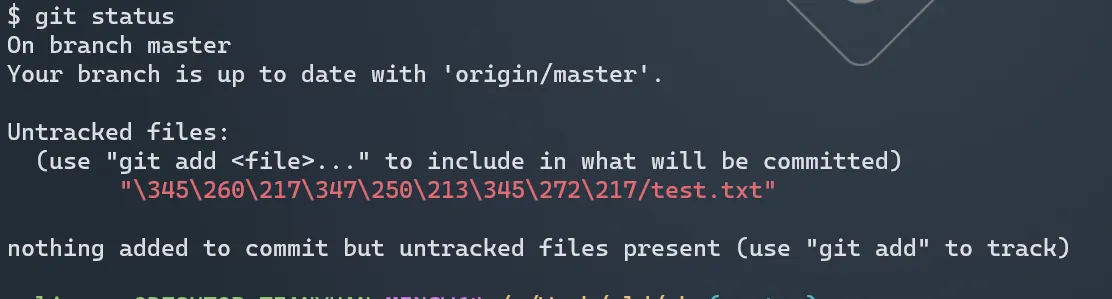 $ git status
On branch master
Your branch is up to date with 'origin/master'.
Untracked files:
(use "git add <file>..." to include in what will be committed)
"\345\260\217\347\250\213\345\272\217/test.txt"
nothing added to commit but untracked files present (use "git add" to track)